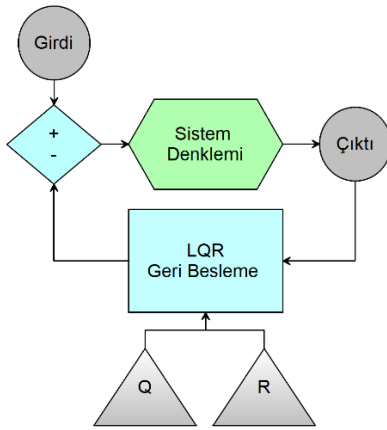 Girdi
+
-
Sistem
Denklemi
Çıktı
LQR
Geri Besleme
Q
R